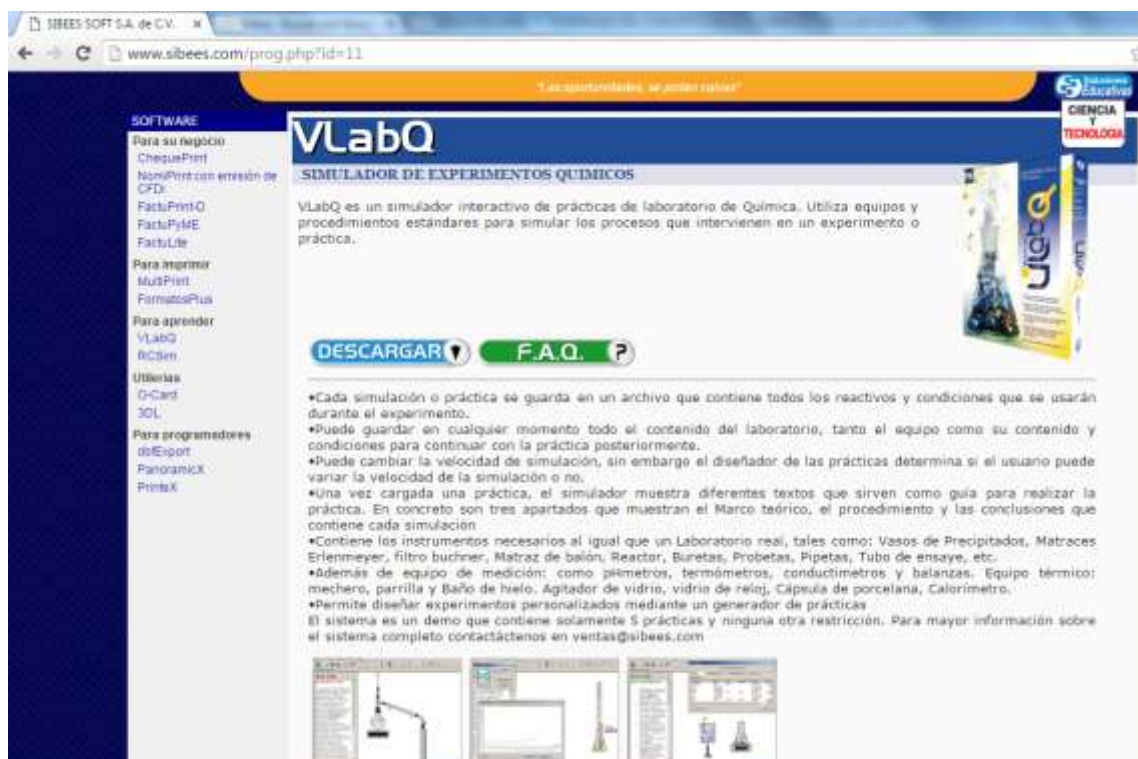 SIBEES SOFT S.A. de C.V.
www.sibees.com/prog.php?id=11
"Las oportunidades, se
Soluciones
Educativas
CIENCIA
Y
TECNOLOGIA
SOFTWARE
Para su negocio
ChequePrint
NomiPrint con emisión de
CFDi
FactuPrint-D
FactuPyME
FactuLite
Para imprimir
MultiPrint
FormatosPlus
Para aprender
VLabQ
RCSim
Utilerias
Q-Card
3DL
Para programadores
dbfExport
PanoramicX
PrinteX
VLabQ
SIMULADOR DE EXPERIMENTOS QUIMICOS
VLabQ es un simulador interactivo de prácticas de laboratorio de Química. Utiliza equipos y
procedimientos estándares para simular los procesos que intervienen en un experimento o
práctica.
VLabQ
DESCARGAR
F.A.Q. ?
•Cada simulación o práctica se guarda en un archivo que contiene todos los reactivos y condiciones que se usarán
durante el experimento.
•Puede guardar en cualquier momento todo el contenido del laboratorio, tanto el equipo como su contenido y
condiciones para continuar con la práctica posteriormente.
•Puede cambiar la velocidad de simulación, sin embargo el diseñador de las prácticas determina si el usuario puede
variar la velocidad de la simulación o no.
•Una vez cargada una práctica, el simulador muestra diferentes textos que sirven como guía para realizar la
práctica. En concreto son tres apartados que muestran el Marco teórico, el procedimiento y las conclusiones que
contiene cada simulación
•Contiene los instrumentos necesarios al igual que un Laboratorio real, tales como: Vasos de Precipitados, Matraces
Erlenmeyer, filtro buchner, Matraz de balón, Reactor, Buretas, Probetas, Pipetas, Tubo de ensaye, etc.
•Además de equipo de medición: como pHmetros, termómetros, conductimetros y balanzas. Equipo térmico:
mechero, parrilla y Baño de hielo. Agitador de vidrio, vidrio de reloj, Cápsula de porcelana, Calorímetro.
•Permite diseñar experimentos personalizados mediante un generador de prácticas
El sistema es un demo que contiene solamente 5 prácticas y ninguna otra restricción. Para mayor información sobre
el sistema completo contactáctenos en ventas@sibees.com